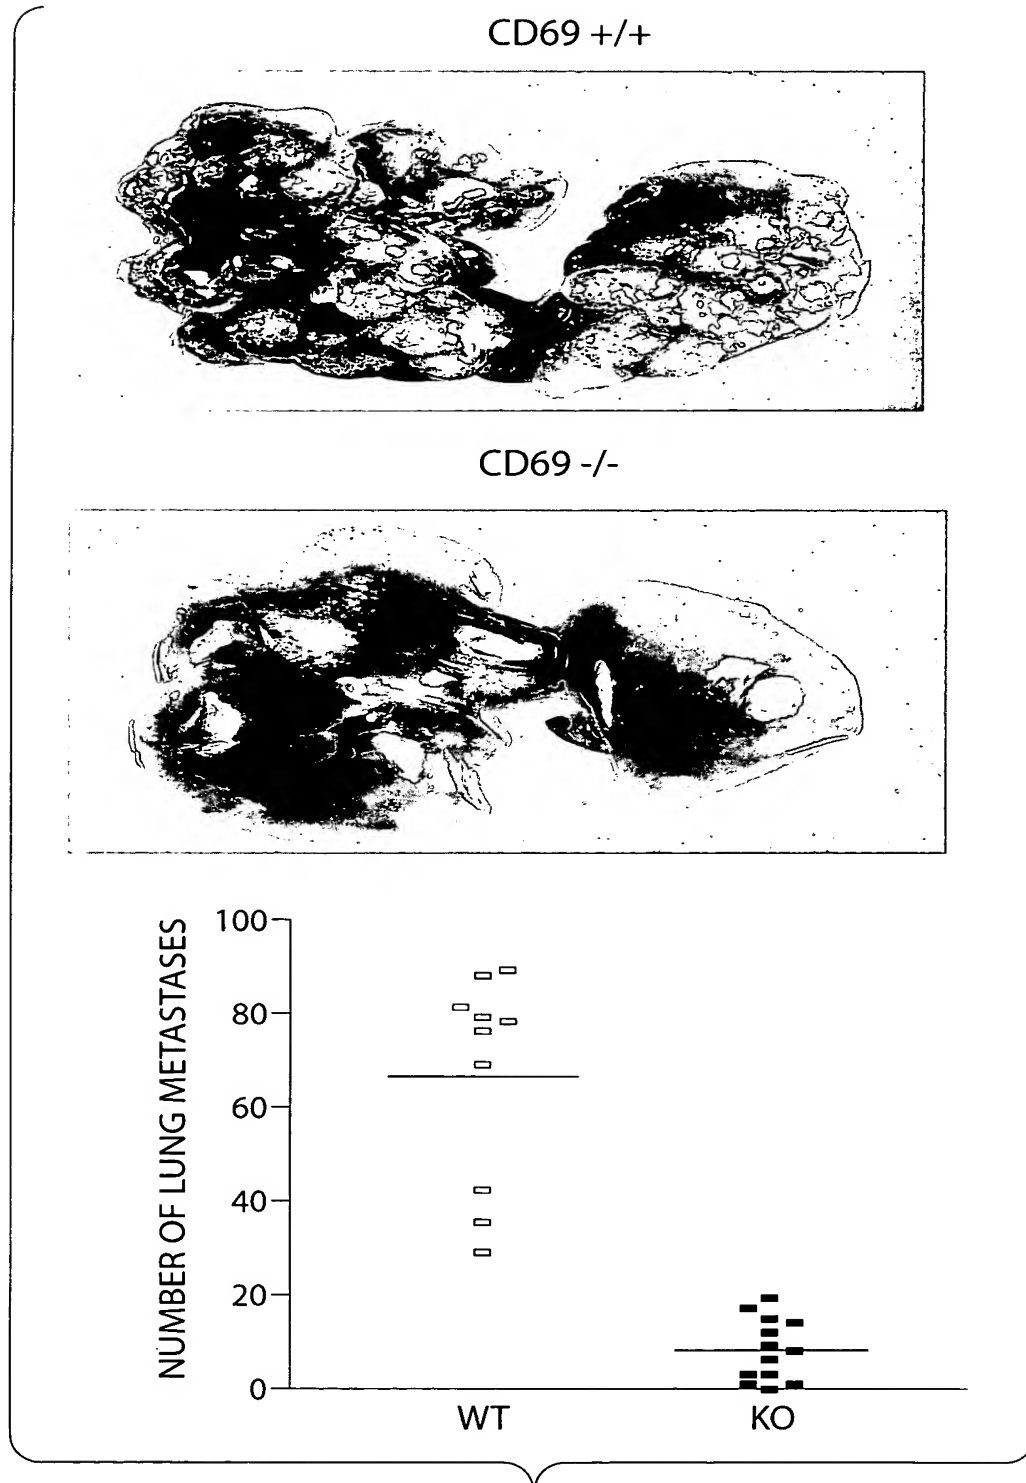 CD69 +/+
CD69 -/-
NUMBER OF LUNG METASTASES
100
80
60
40
20
0
WT KO